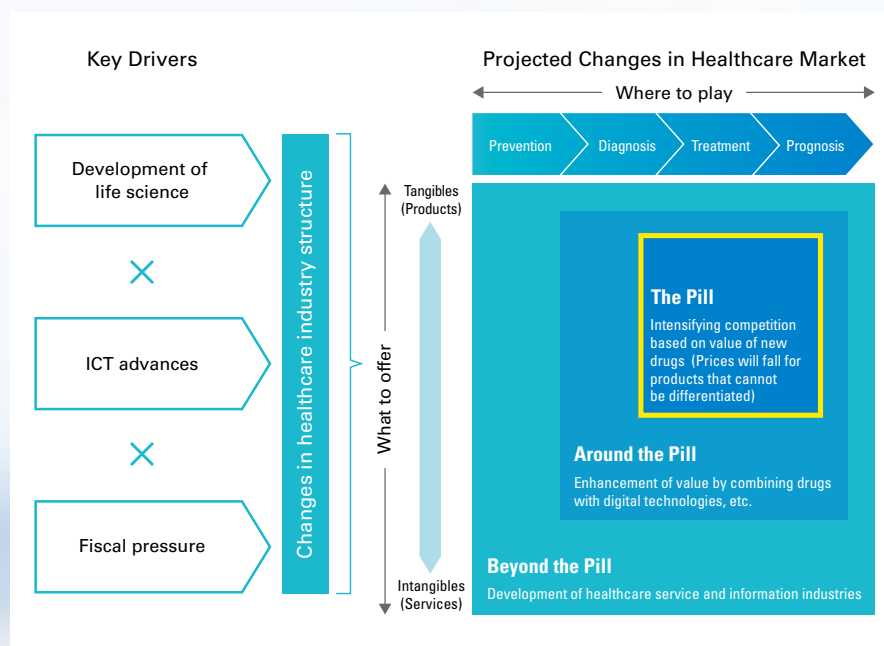 Key Drivers
Development of
life science
×
ICT advances
×
Fiscal pressure
Changes in healthcare industry structure
Projected Changes in Healthcare Market
Where to play
Prevention
Diagnosis
Treatment
Prognosis
What to offer
Tangibles
(Products)
Intangibles
(Services)
The Pill
Intensifying competition
based on value of new
drugs (Prices will fall for
products that cannot
be differentiated)
Around the Pill
Enhancement of value by combining drugs
with digital technologies, etc.
Beyond the Pill
Development of healthcare service and information industries